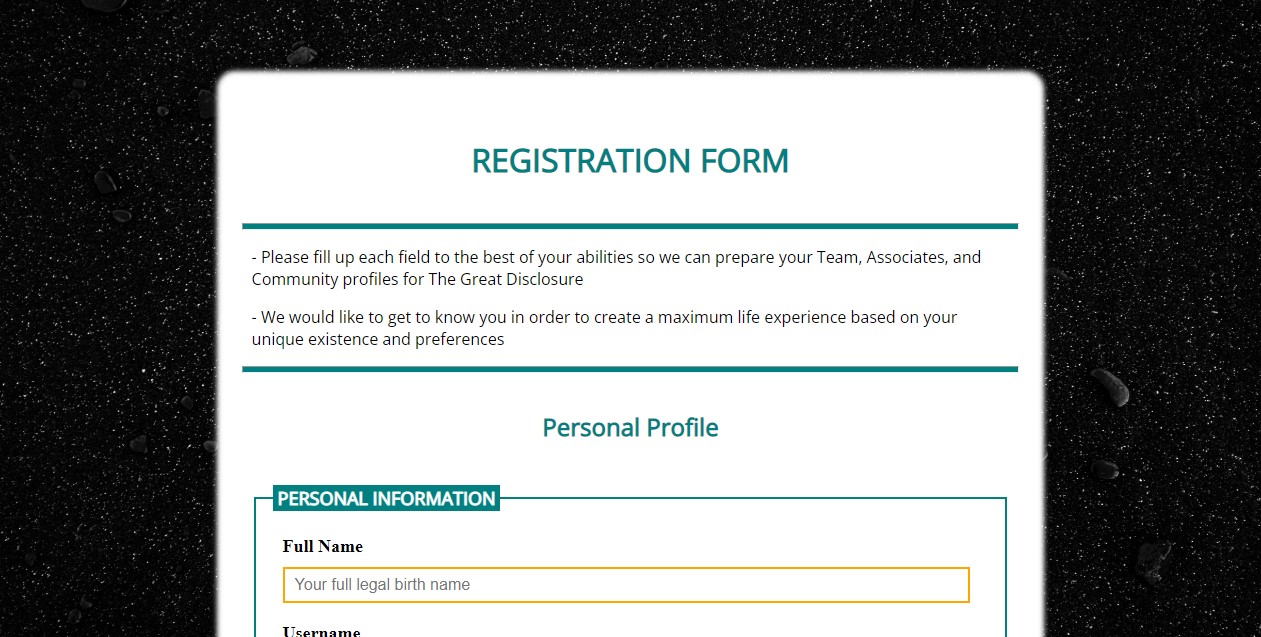 REGISTRATION FORM
- Please fill up each field to the best of your abilities so we can prepare your Team, Associates, and
Community profiles for The Great Disclosure
- We would like to get to know you in order to create a maximum life experience based on your
unique existence and preferences
Personal Profile
PERSONAL INFORMATION
Full Name
Your full legal birth name
Username